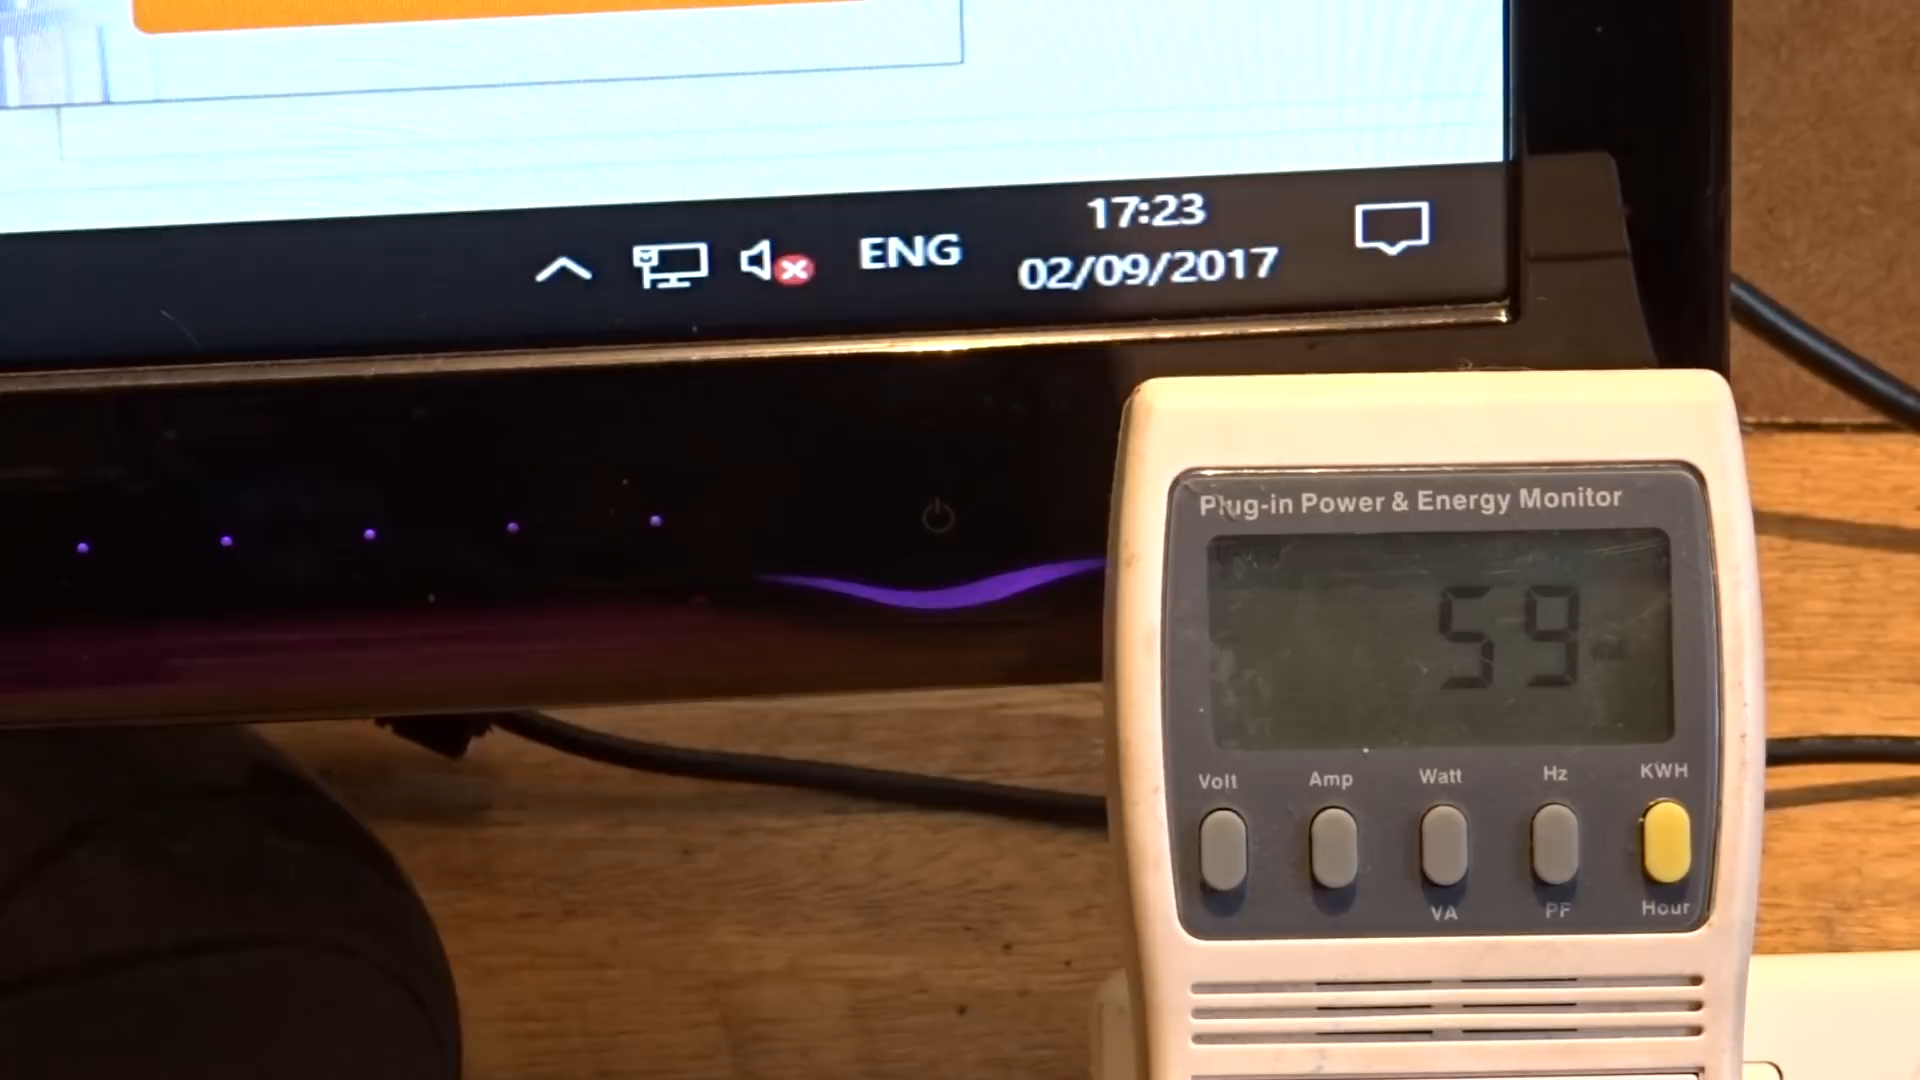 17:23
ENG
02/09/2017
Plug-in Power & Energy Monitor
59
Volt Amp Watt Hz KWH
VA PF Hour